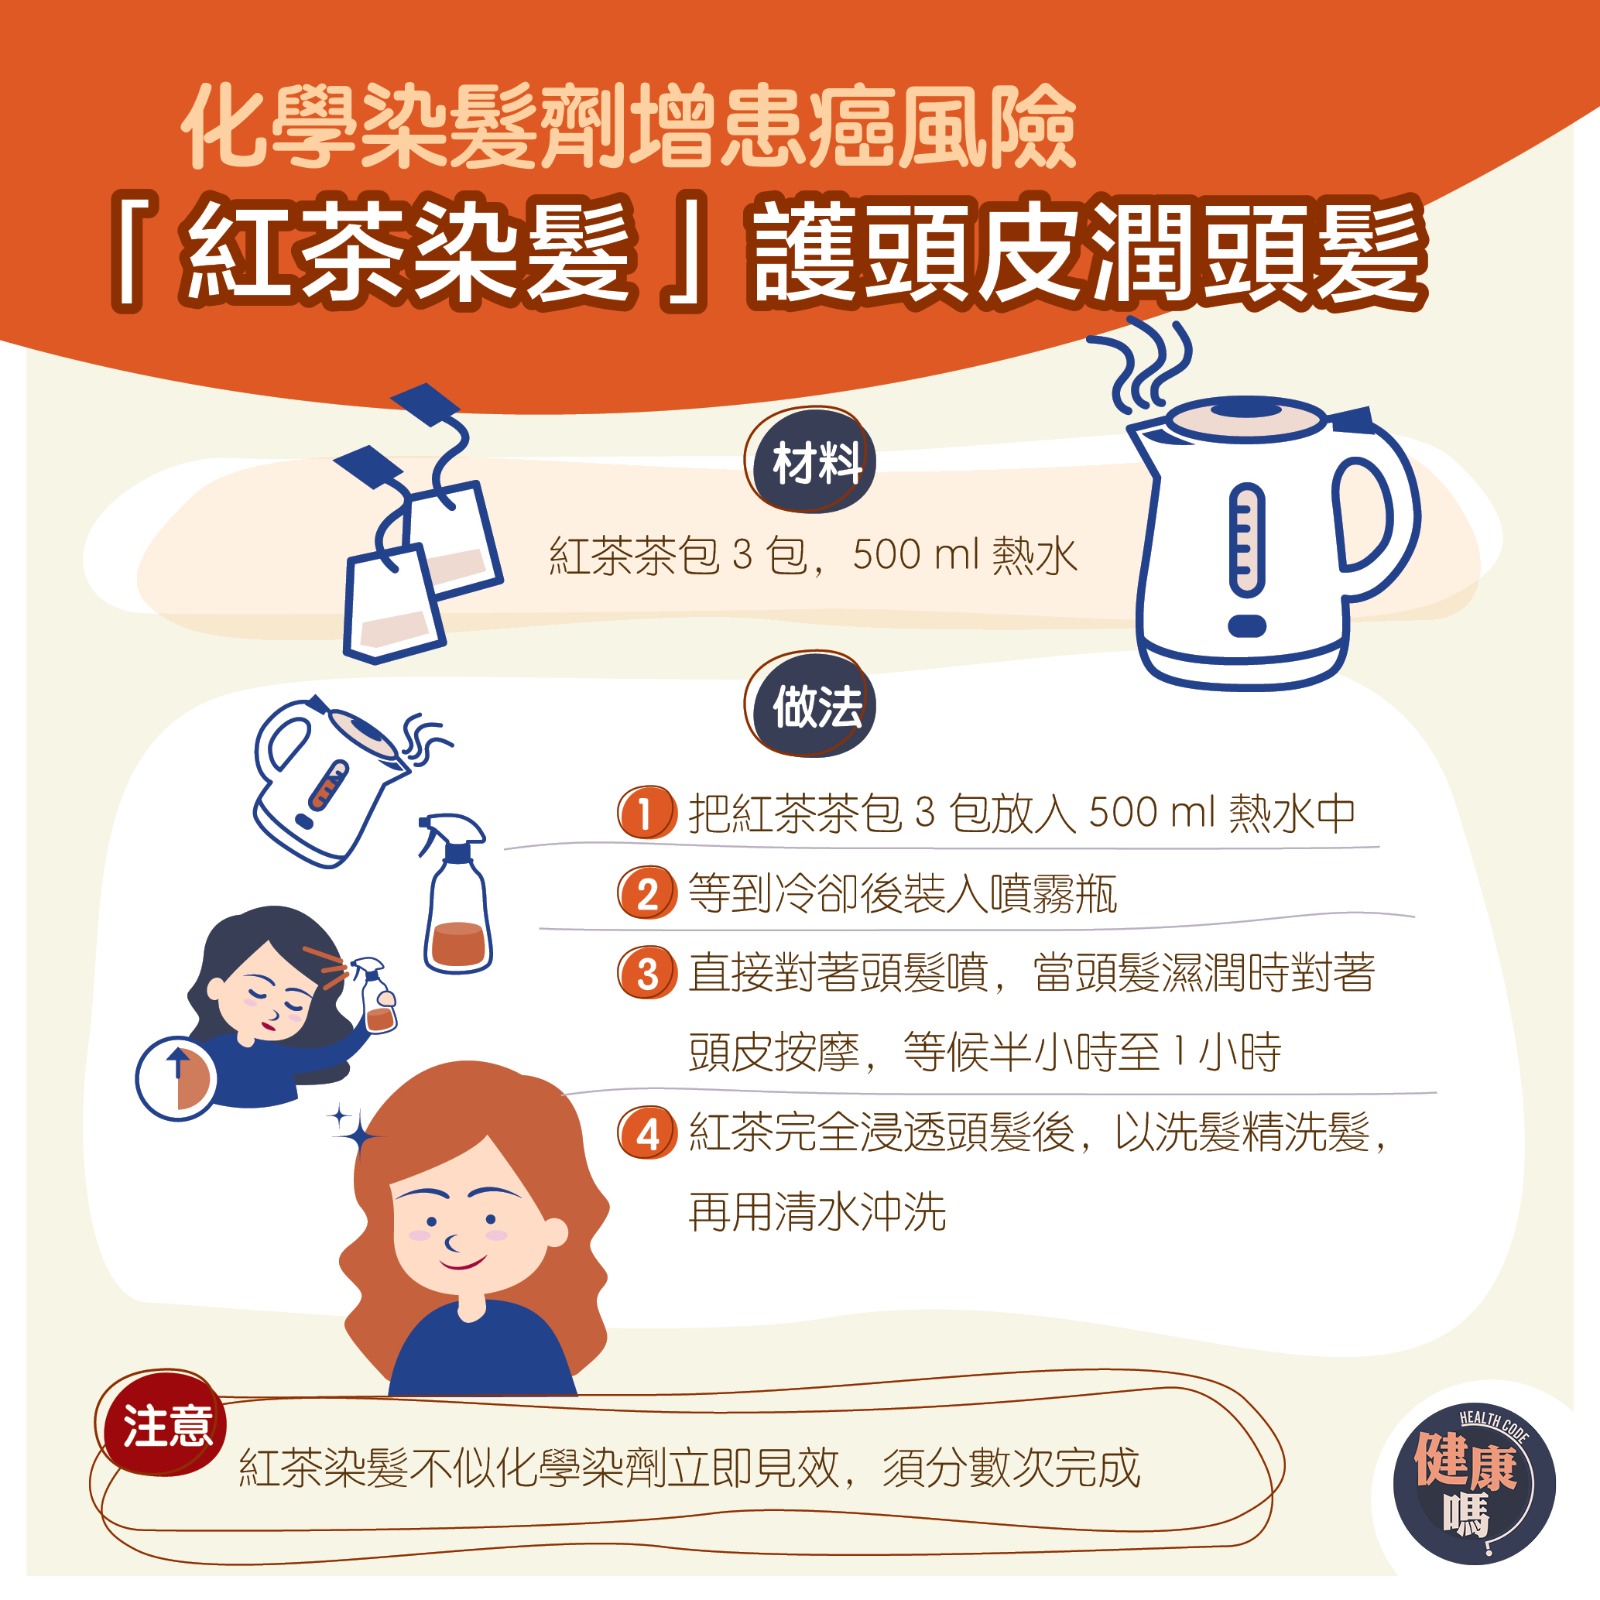 化學染髮劑增患癌風險
「紅茶染髮」護頭皮潤頭髮
材料
紅茶茶包 3 包，500 ml 熱水
做法
1 把紅茶茶包 3 包放入 500 ml 熱水中
2 等到冷卻後裝入噴霧瓶
3 直接對著頭髮噴，當頭髮濕潤時對著
頭皮按摩，等候半小時至 1 小時
4 紅茶完全浸透頭髮後，以洗髮精洗髮，
再用清水沖洗
注意
紅茶染髮不似化學染劑立即見效，須分數次完成
HEALTH CODE
健康
嗎?